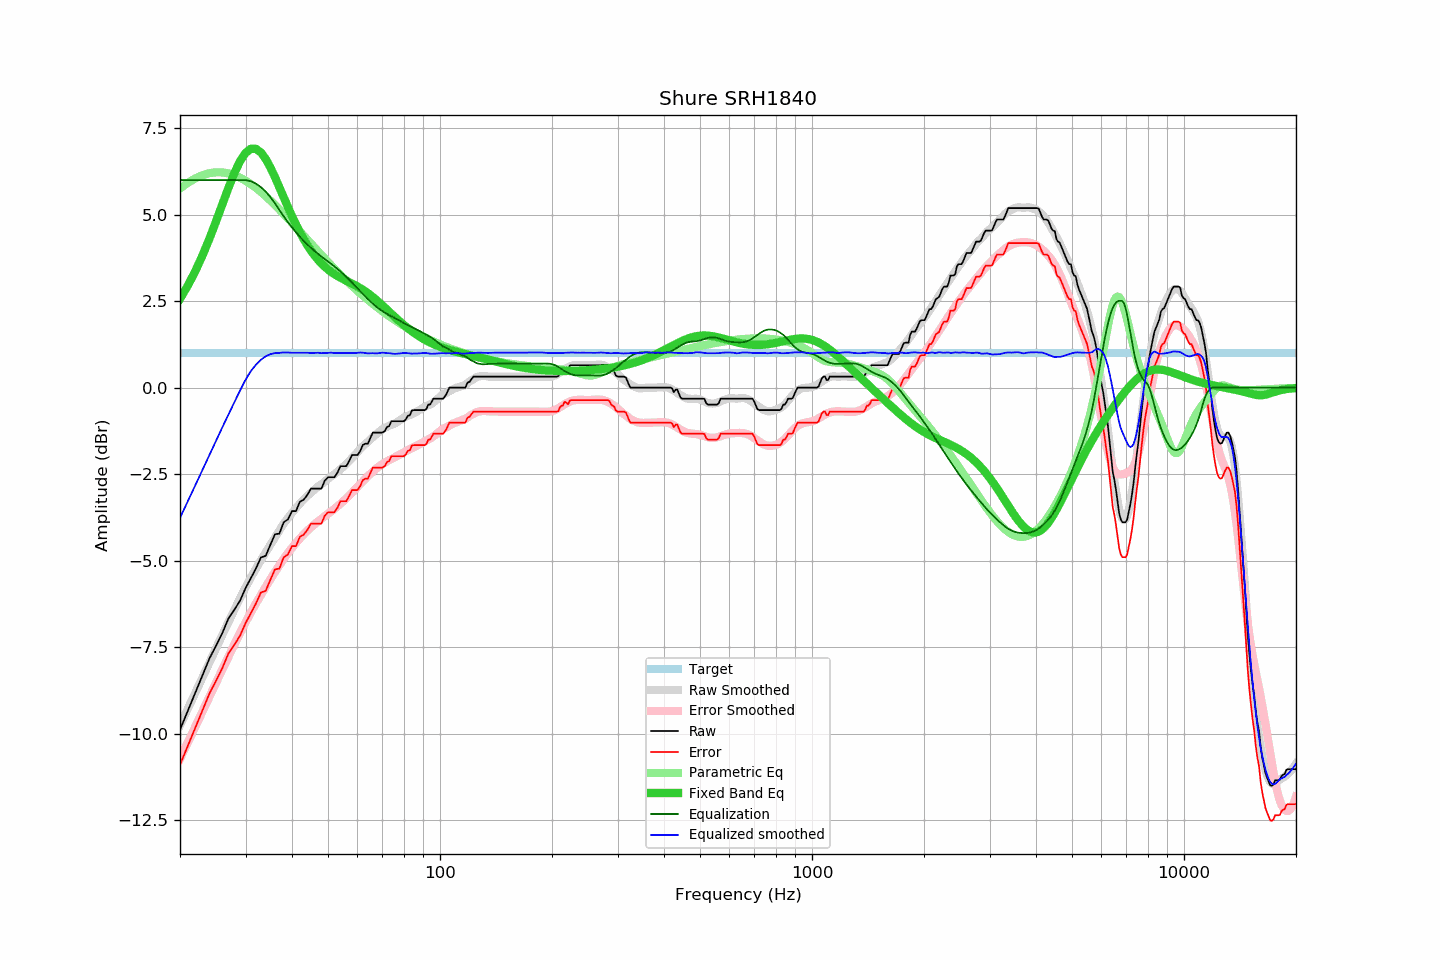 Shure SRH1840
7.5
5.0
2.5
0.0
−2.5
−5.0
−7.5
−10.0
−12.5
Amplitude (dBr)
Target
Raw Smoothed
Error Smoothed
Raw
Error
Parametric Eq
Fixed Band Eq
Equalization
Equalized smoothed
100
1000
10000
Frequency (Hz)